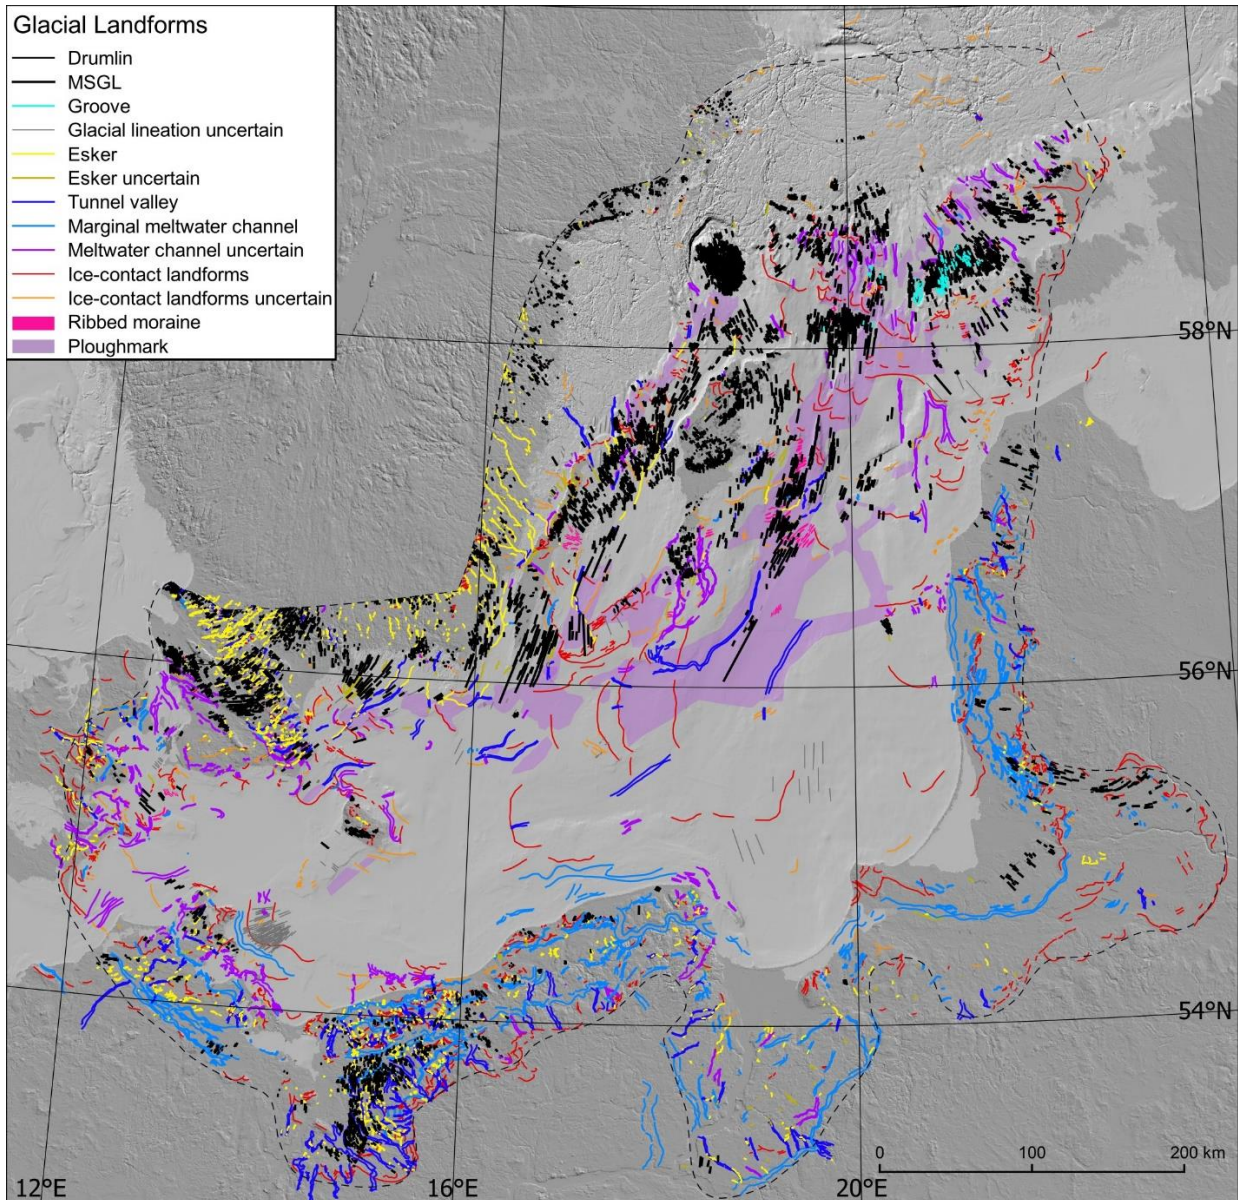 Glacial Landforms
Drumlin
MSGL
Groove
Glacial lineation uncertain
Esker
Esker uncertain
Tunnel valley
Marginal meltwater channel
Meltwater channel uncertain
Ice-contact landforms
Ice-contact landforms uncertain
Ribbed moraine
Ploughmark
58°N
56°N
54°N
0 100 200 km
12°E 16°E 20°E